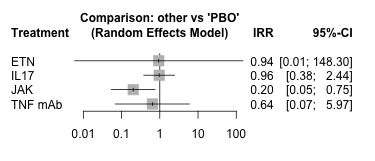 Comparison: other vs 'PBO'
Treatment (Random Effects Model) IRR 95%-CI
ETN 0.94 [0.01; 148.30]
IL17 0.96 [0.38; 2.44]
JAK 0.20 [0.05; 0.75]
TNF mAb 0.64 [0.07; 5.97]
0.01 0.1 1 10 100